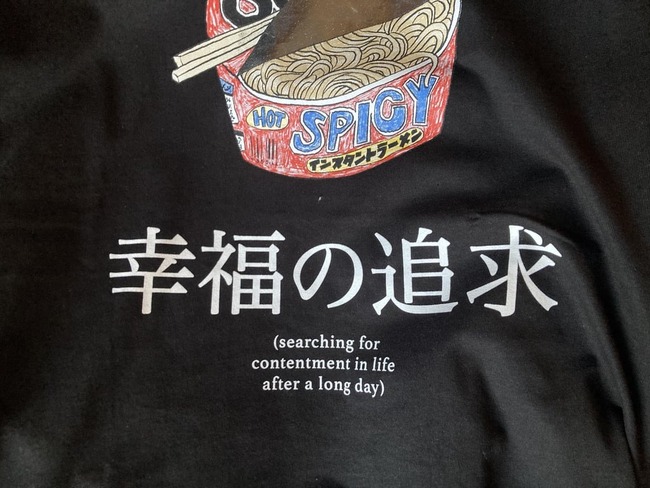 HOT
SPICY
インスタントラーメン
幸福の追求
(searching for
contentment in life
after a long day)